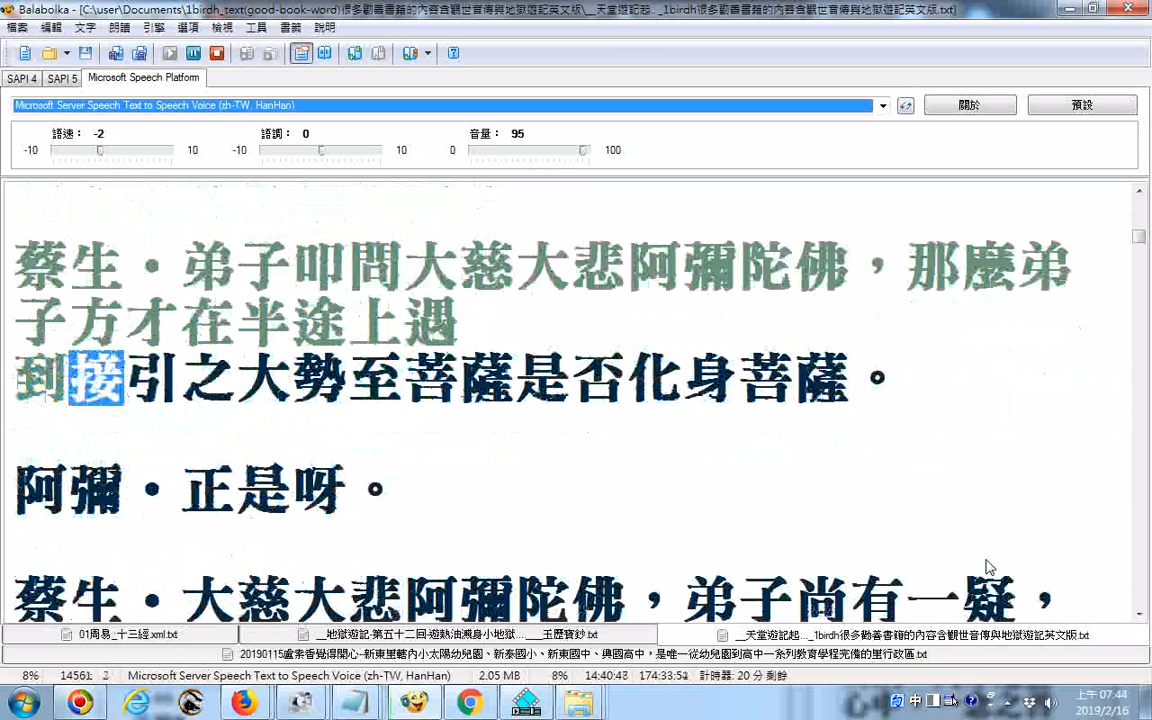 Balabolka - [C:\user\Documents\1birdh_text(good-book-word)很多勸善書籍的內容含觀世音傳與地獄遊記英文版\__天堂遊記起..._1birdh很多勸善書籍的內容含觀世音傳與地獄遊記英文版.txt]
檔案 編輯 文字 朗讀 引擎 選項 檢視 工具 書籤 說明
SAPI 4 SAPI 5 Microsoft Speech Platform
Microsoft Server Speech Text to Speech Voice (zh-TW, HanHan) 關於 預設
語速： -2 語調： 0 音量： 95
-10 10 -10 10 0 100
蔡生‧弟子叩問大慈大悲阿彌陀佛，那麼弟
子方才在半途上遇
到接引之大勢至菩薩是否化身菩薩。
阿彌‧正是呀。
蔡生‧大慈大悲阿彌陀佛，弟子尚有一疑，
01周易_十三經.xml.txt __地獄遊記-第五十二回-遊熱油濺身小地獄...____玉歷寶鈔.txt __天堂遊記起..._1birdh很多勸善書籍的內容含觀世音傳與地獄遊記英文版.txt
20190115盧素香覺得開心-新東里轄內小太陽幼兒園、新泰國小、新東國中、興國高中，是唯一從幼兒園到高中一系列教育學程完備的里行政區.txt
8% Microsoft Server Speech Text to Speech Voice (zh-TW, HanHan) 2.05 MB 8% 計時器: 20 分 剩餘
中 上午 07:44
2019/2/16